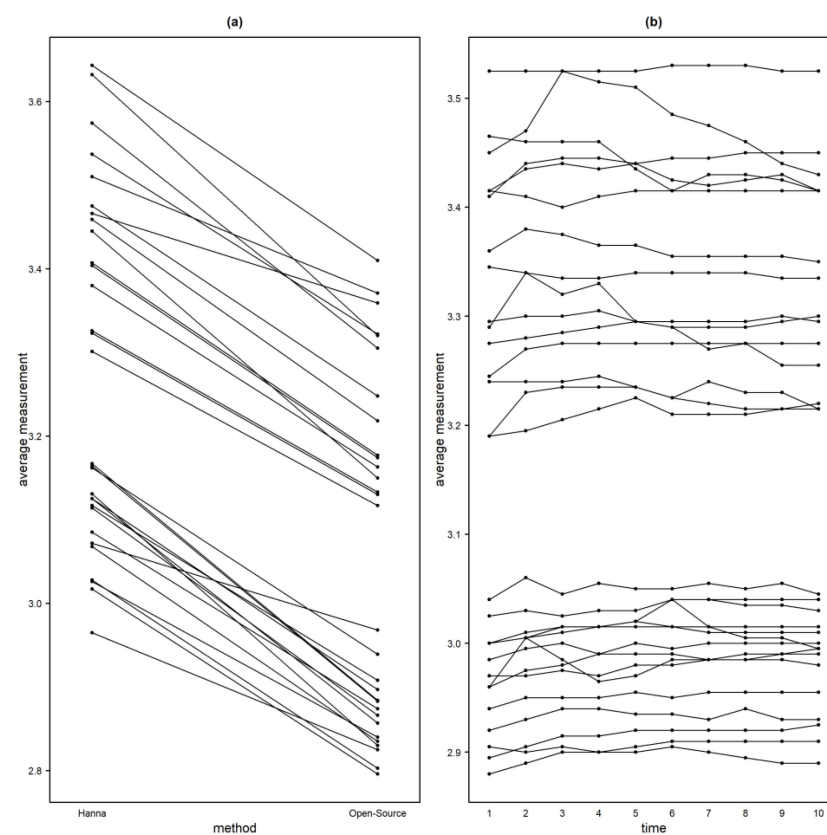 (a)
average measurement
3.6
3.4
3.2
3.0
2.8
Hanna Open-Source
method
(b)
average measurement
3.5
3.4
3.3
3.2
3.1
3.0
2.9
1 2 3 4 5 6 7 8 9 10
time